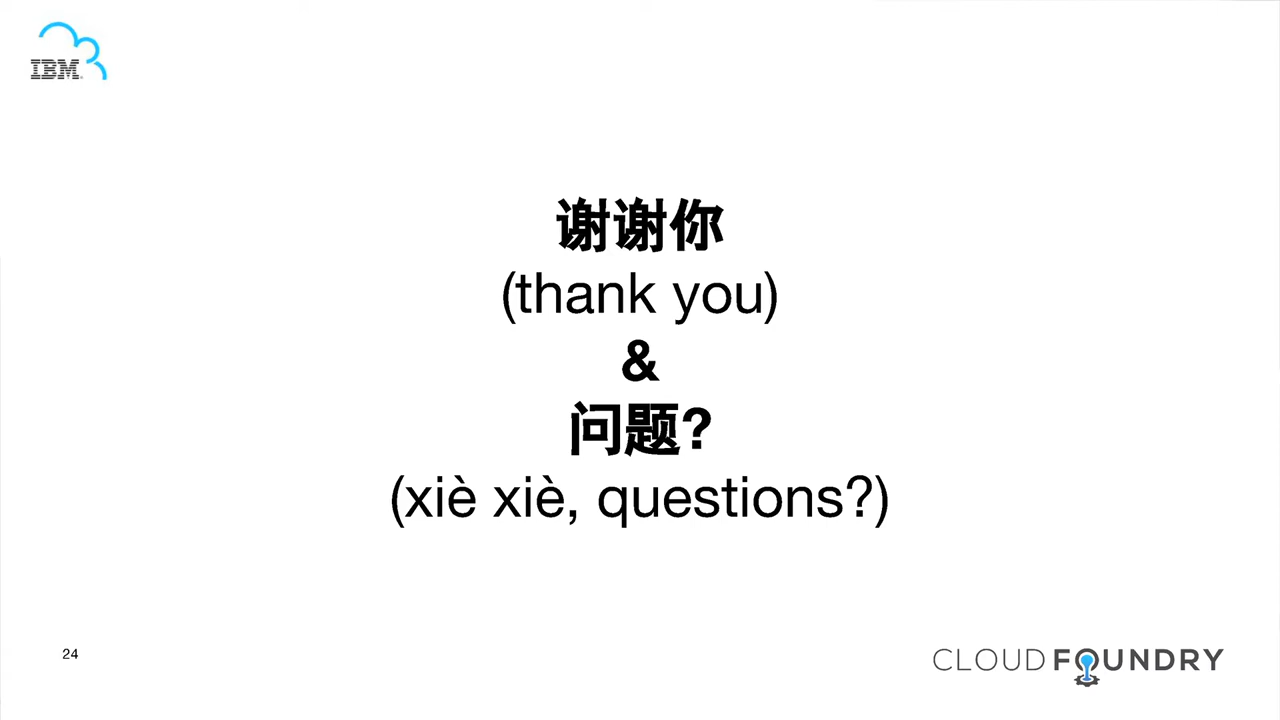 IBM
谢谢你
(thank you)
&
问题?
(xiè xiè, questions?)
24
CLOUD FOUNDRY